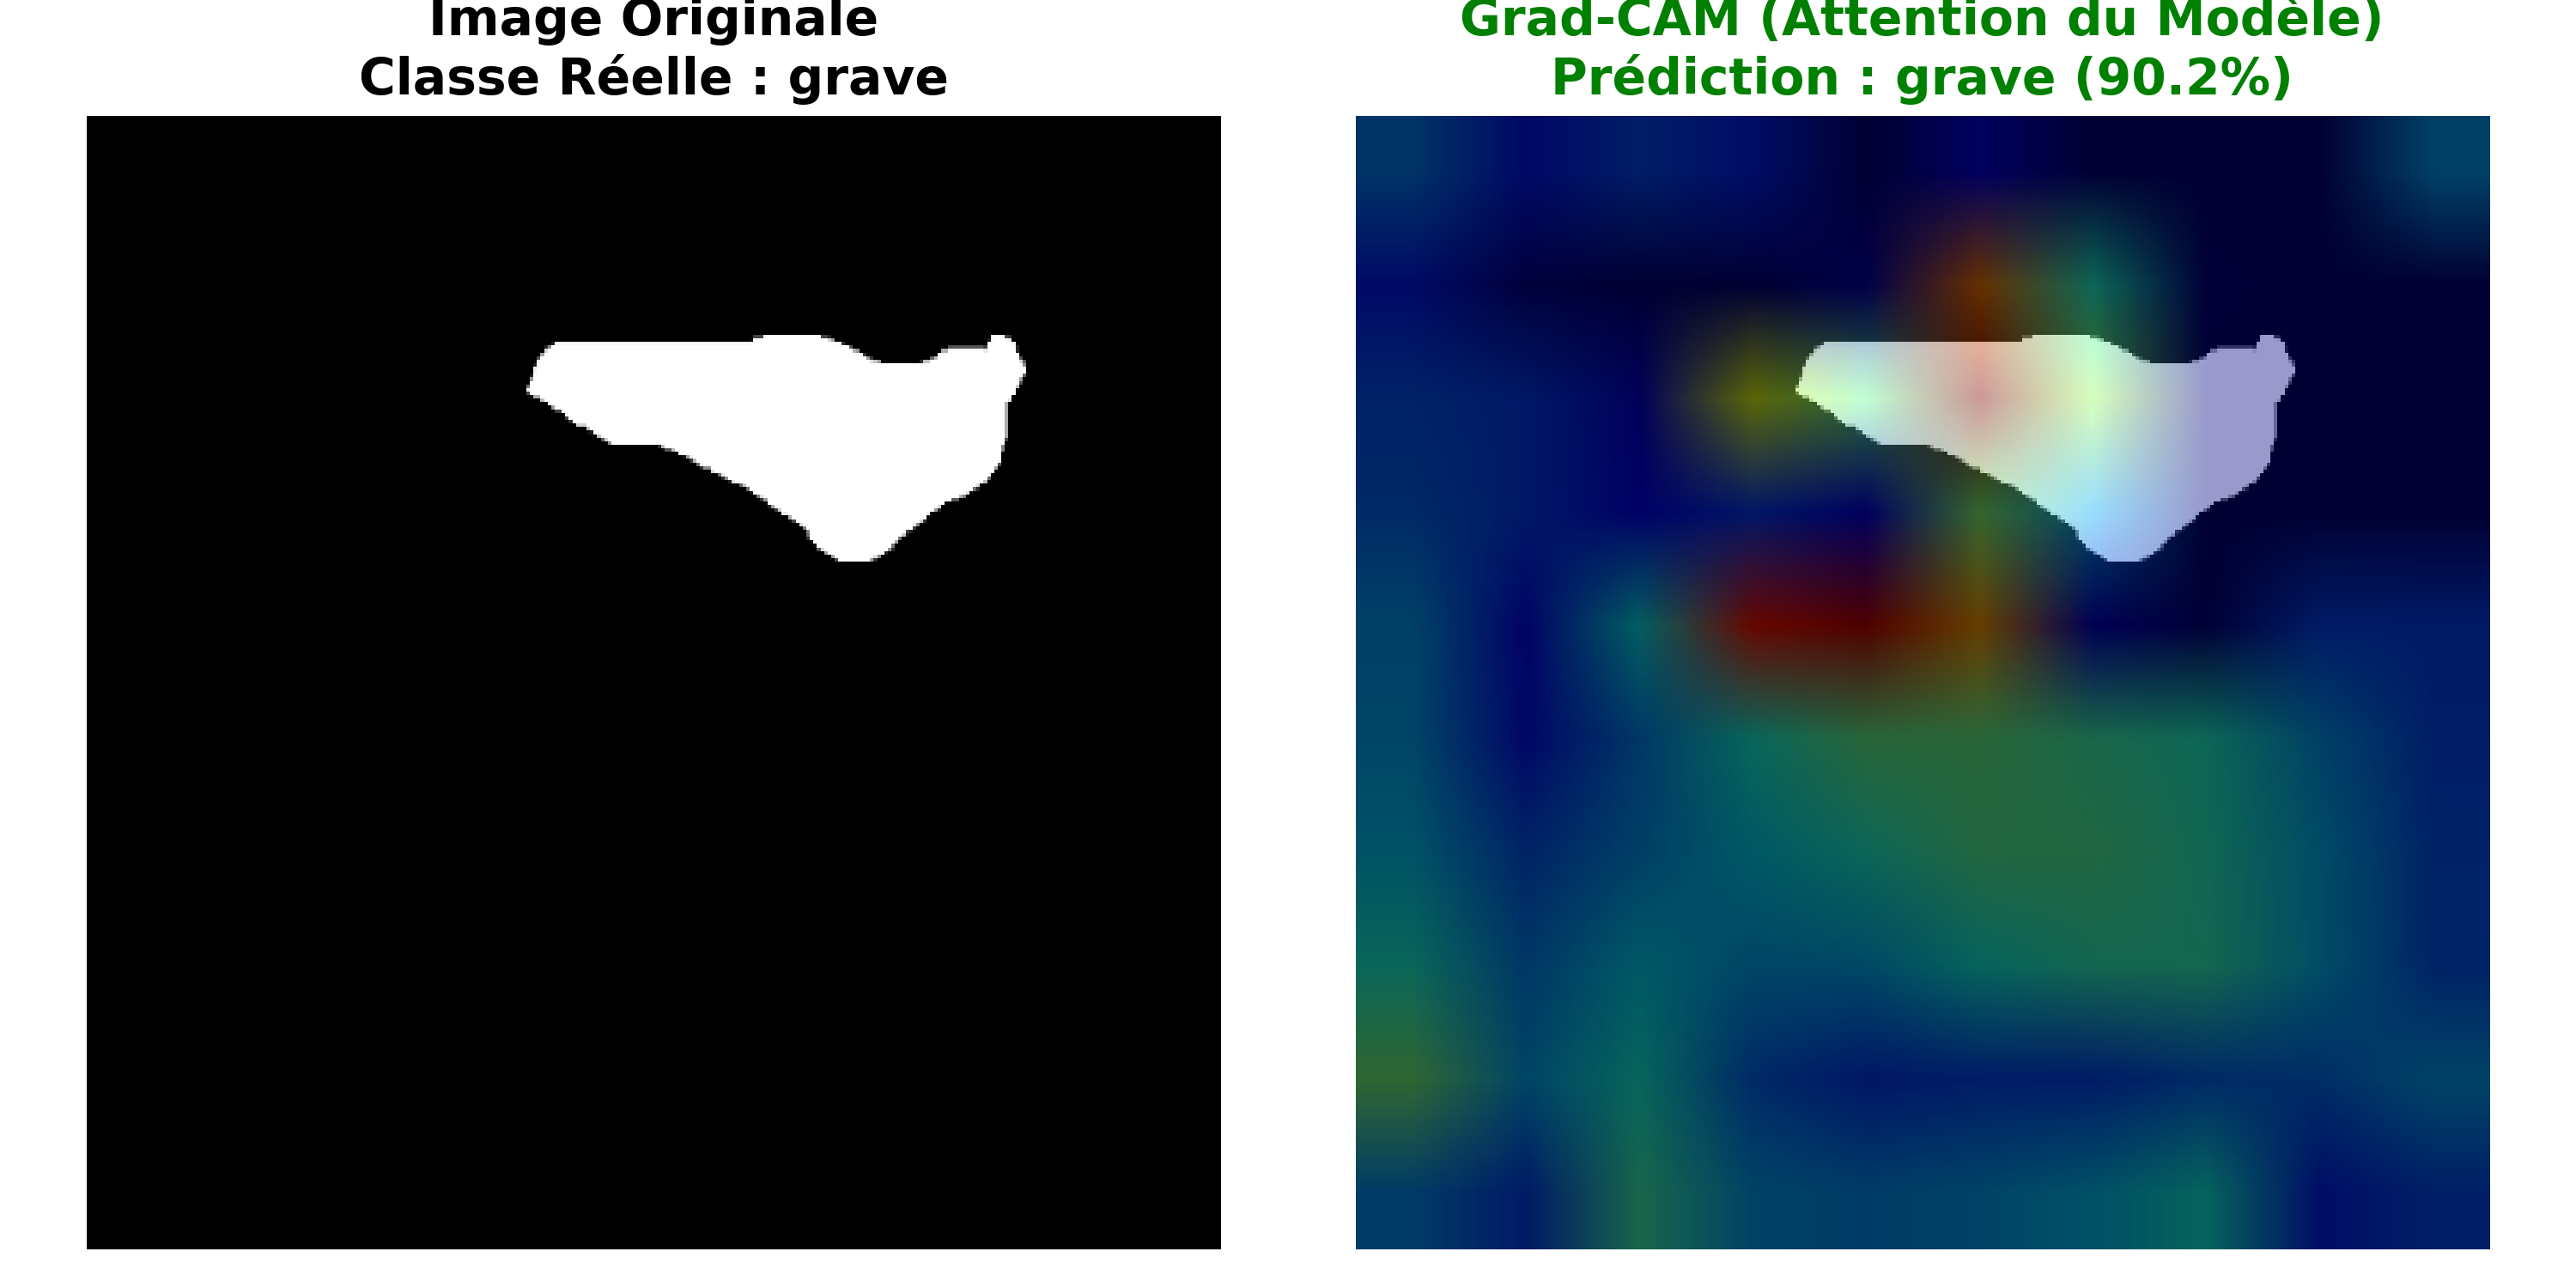 Image Originale
Classe Réelle : grave
Grad-CAM (Attention du Modèle)
Prédiction : grave (90.2%)